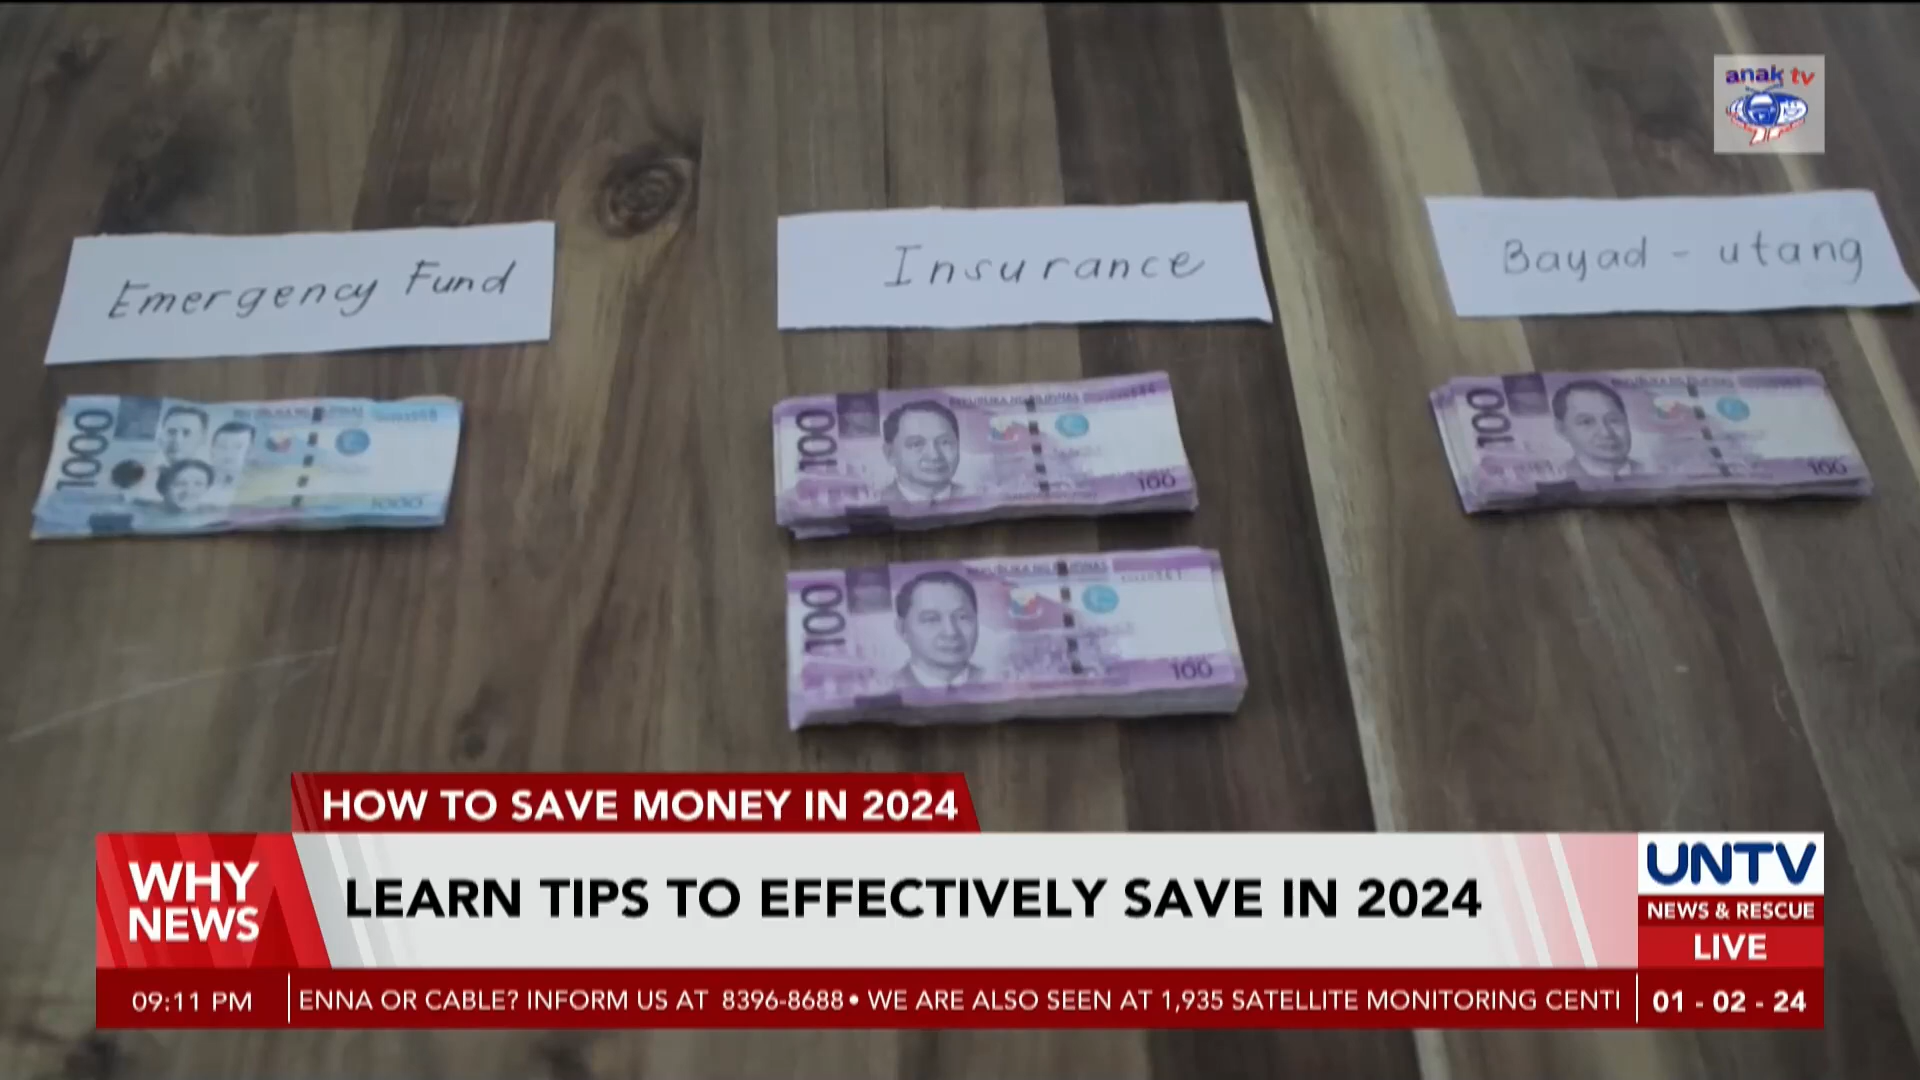 anak tv
Emergency Fund
Insurance
Bayad - utang
1000
100
100
100
100
100
100
HOW TO SAVE MONEY IN 2024
WHY
NEWS
LEARN TIPS TO EFFECTIVELY SAVE IN 2024
UNTV
NEWS & RESCUE
LIVE
09:11 PM
ENNA OR CABLE? INFORM US AT 8396-8688 • WE ARE ALSO SEEN AT 1,935 SATELLITE MONITORING CENTI
01 - 02 - 24